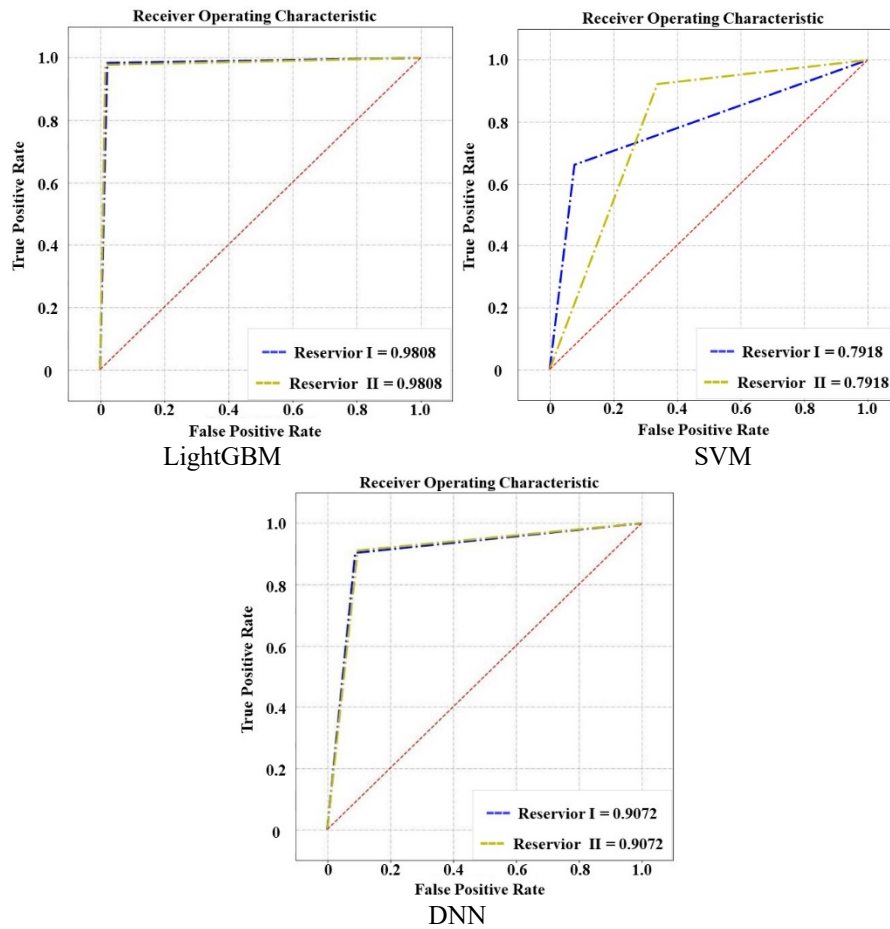 Receiver Operating Characteristic
1.0
0.8
0.6
0.4
0.2
0
True Positive Rate
Reservior I = 0.9808
Reservior II = 0.9808
0 0.2 0.4 0.6 0.8 1.0
False Positive Rate
LightGBM
Receiver Operating Characteristic
1.0
0.8
0.6
0.4
0.2
0
True Positive Rate
Reservior I = 0.7918
Reservior II = 0.7918
0 0.2 0.4 0.6 0.8 1.0
False Positive Rate
SVM
Receiver Operating Characteristic
1.0
0.8
0.6
0.4
0.2
0
True Positive Rate
Reservior I = 0.9072
Reservior II = 0.9072
0 0.2 0.4 0.6 0.8 1.0
False Positive Rate
DNN